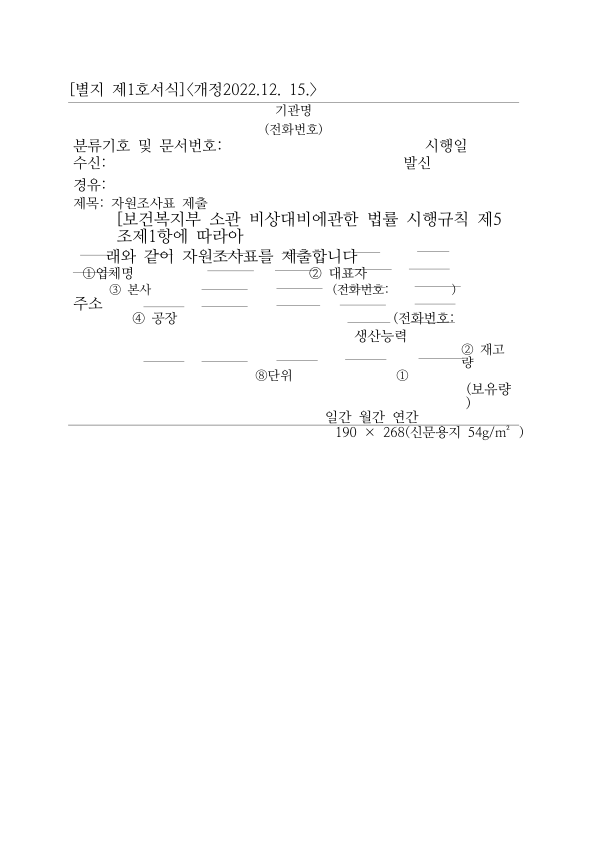 [별지 제1호서식]<개정2022.12. 15.>
기관명
(전화번호)
분류기호 및 문서번호: 시행일
수신: 발신
경유:
제목: 자원조사표 제출
[보건복지부 소관 비상대비에관한 법률 시행규칙 제5
조제1항에 따라아
래와 같이 자원조사표를 제출합니다
①업체명 ② 대표자
③ 본사 (전화번호: )
주소
④ 공장 (전화번호:
생산능력
② 재고
량
⑧단위 ①
(보유량
)
일간 월간 연간
190 × 268(신문용지 54g/㎡ )